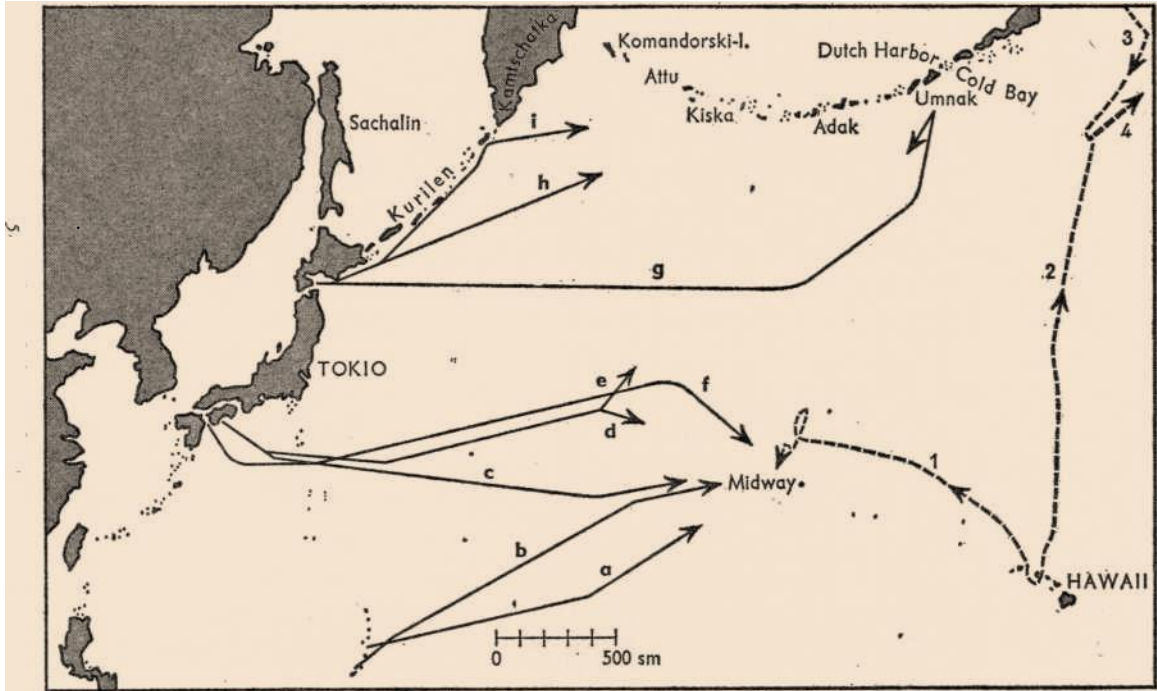 Komandorski-I.
Dutch Harbor
Cold Bay
Kamtschatka
Attu
Umnak
Kiska
Adak
Sachalin
i
h
Kurilen
3
4
2
g
TOKIO
e
f
d
c
1
Midway
b
a
HAWAII
0 500 sm
5.